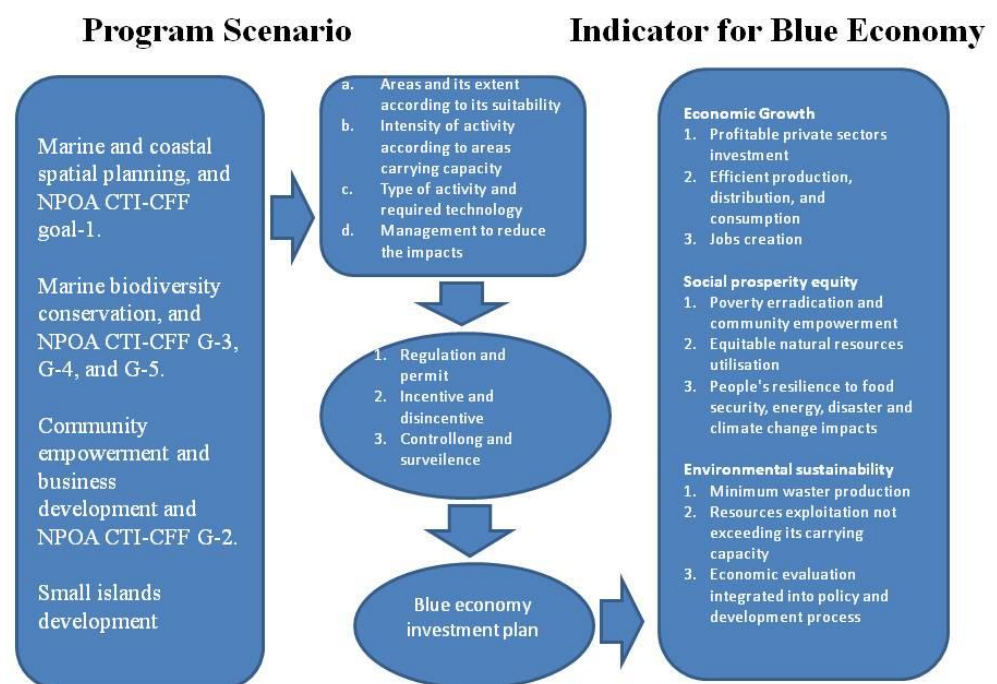 Program Scenario
Indicator for Blue Economy
Marine and coastal
spatial planning, and
NPOA CTI-CFF
goal-1.
Marine biodiversity
conservation, and
NPOA CTI-CFF G-3,
G-4, and G-5.
Community
empowerment and
business
development and
NPOA CTI-CFF G-2.
Small islands
development
a. Areas and its extent
according to its suitability
b. Intensity of activity
according to areas
carrying capacity
c. Type of activity and
required technology
d. Management to reduce
the impacts
1. Regulation and
permit
2. Incentive and
disincentive
3. Controllong and
surveilence
Blue economy
investment plan
Economic Growth
1. Profitable private sectors
investment
2. Efficient production,
distribution, and
consumption
3. Jobs creation
Social prosperity equity
1. Poverty erradication and
community empowerment
2. Equitable natural resources
utilisation
3. People's resilience to food
security, energy, disaster and
climate change impacts
Environmental sustainability
1. Minimum waster production
2. Resources exploitation not
exceeding its carrying
capacity
3. Economic evaluation
integrated into policy and
development process